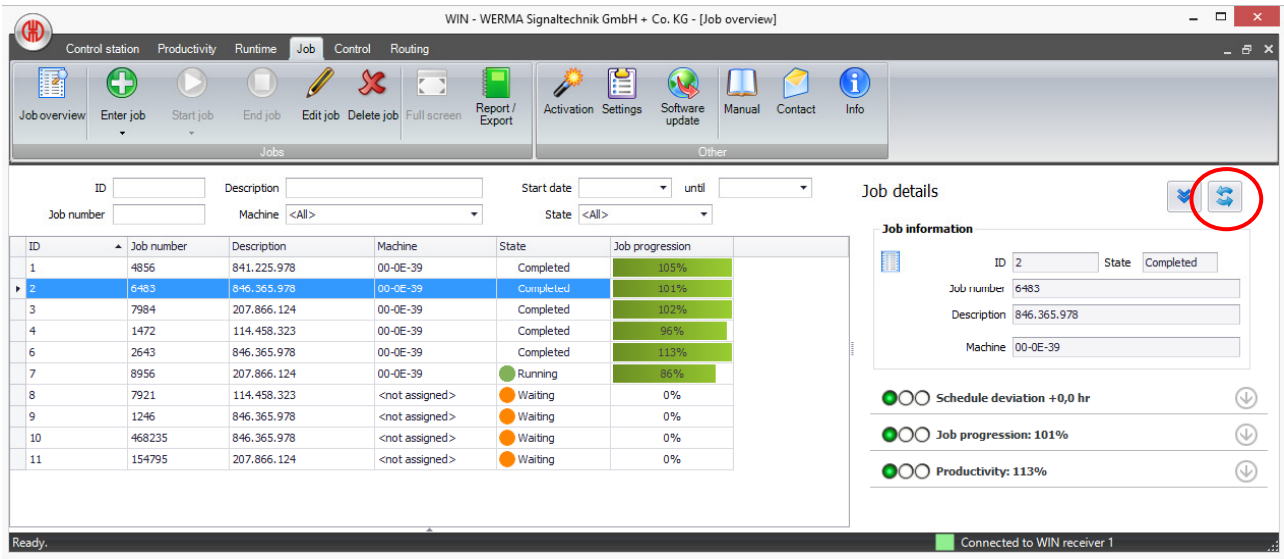 WIN - WERMA Signaltechnik GmbH + Co. KG - [Job overview]
Control station Productivity Runtime Job Control Routing
Job overview Enter job Start job End job Edit job Delete job Full screen Report / Export Activation Settings Software update Manual Contact Info
Jobs Other
ID Description Start date until
Job number Machine <All> State <All>
ID Job number Description Machine State Job progression
1 4856 841.225.978 00-0E-39 Completed 105%
2 6483 846.365.978 00-0E-39 Completed 101%
3 7984 207.866.124 00-0E-39 Completed 102%
4 1472 114.458.323 00-0E-39 Completed 96%
6 2643 846.365.978 00-0E-39 Completed 113%
7 8956 207.866.124 00-0E-39 Running 86%
8 7921 114.458.323 <not assigned> Waiting 0%
9 1246 846.365.978 <not assigned> Waiting 0%
10 468235 846.365.978 <not assigned> Waiting 0%
11 154795 207.866.124 <not assigned> Waiting 0%
Job details
Job information
ID 2 State Completed
Job number 6483
Description 846.365.978
Machine 00-0E-39
Schedule deviation +0,0 hr
Job progression: 101%
Productivity: 113%
Ready. Connected to WIN receiver 1